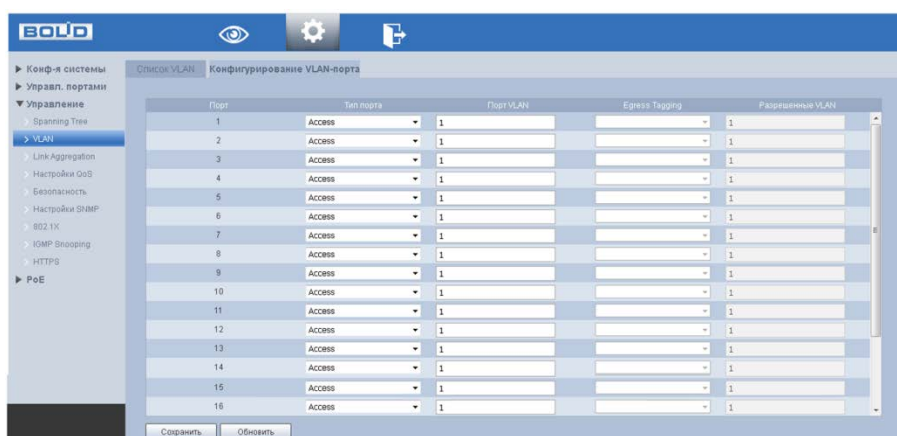 BOLID
Конф-я системы
Управл. портами
Управление
Spanning Tree
VLAN
Link Aggregation
Настройки QoS
Безопасность
Настройки SNMP
802.1X
IGMP Snooping
HTTPS
PoE
Список VLAN Конфигурирование VLAN-порта
Порт Тип порта Порт VLAN Egress Tagging Разрешенные VLAN
1 Access 1 1
2 Access 1 1
3 Access 1 1
4 Access 1 1
5 Access 1 1
6 Access 1 1
7 Access 1 1
8 Access 1 1
9 Access 1 1
10 Access 1 1
11 Access 1 1
12 Access 1 1
13 Access 1 1
14 Access 1 1
15 Access 1 1
16 Access 1 1
Сохранить Обновить